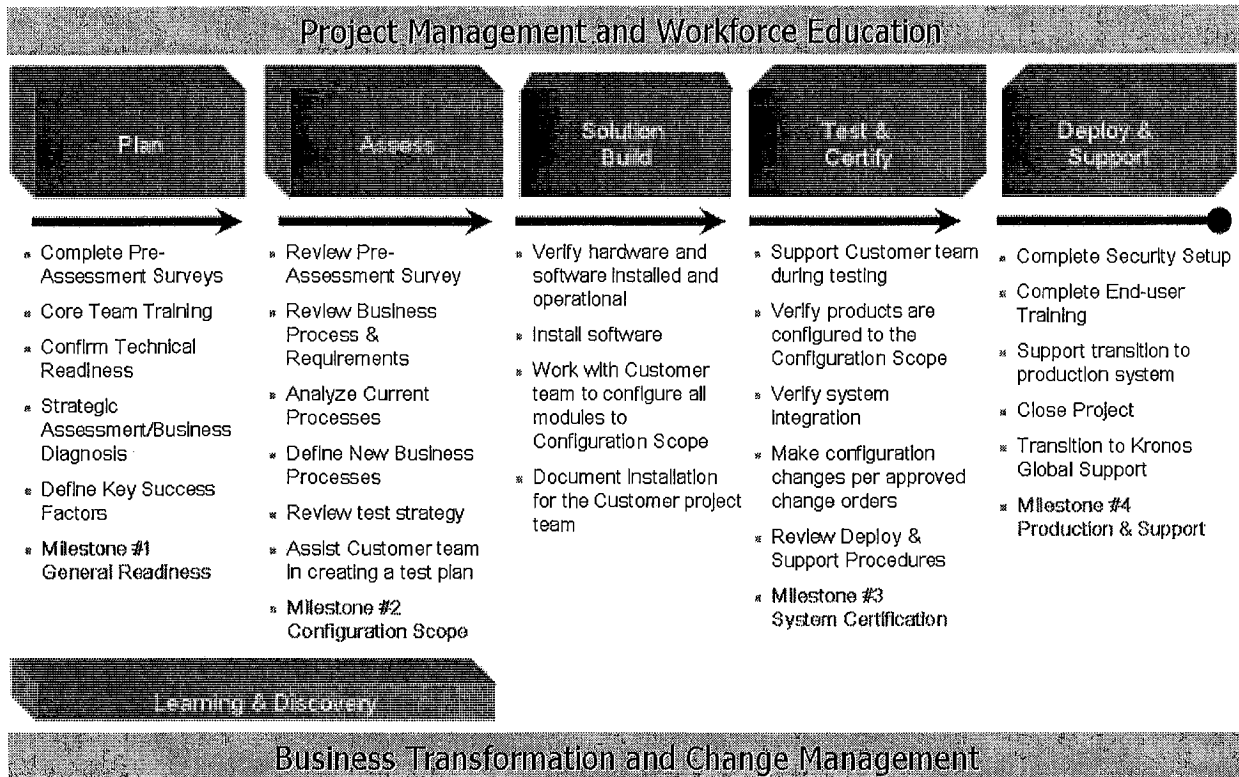 Project Management and Workforce Education
Plan
Assess
Solution
Build
Test &
Certify
Deploy &
Support
▪ Complete Pre-
Assessment Surveys
▪ Core Team Training
▪ Confirm Technical
Readiness
▪ Strategic
Assessment/Business
Diagnosis
▪ Define Key Success
Factors
▪ Milestone #1
General Readiness
▪ Review Pre-
Assessment Survey
▪ Review Business
Process &
Requirements
▪ Analyze Current
Processes
▪ Define New Business
Processes
▪ Review test strategy
▪ Assist Customer team
in creating a test plan
▪ Milestone #2
Configuration Scope
▪ Verify hardware and
software installed and
operational
▪ Install software
▪ Work with Customer
team to configure all
modules to
Configuration Scope
▪ Document installation
for the Customer project
team
▪ Support Customer team
during testing
▪ Verify products are
configured to the
Configuration Scope
▪ Verify system
integration
▪ Make configuration
changes per approved
change orders
▪ Review Deploy &
Support Procedures
▪ Milestone #3
System Certification
▪ Complete Security Setup
▪ Complete End-user
Training
▪ Support transition to
production system
▪ Close Project
▪ Transition to Kronos
Global Support
▪ Milestone #4
Production & Support
Learning & Discovery
Business Transformation and Change Management